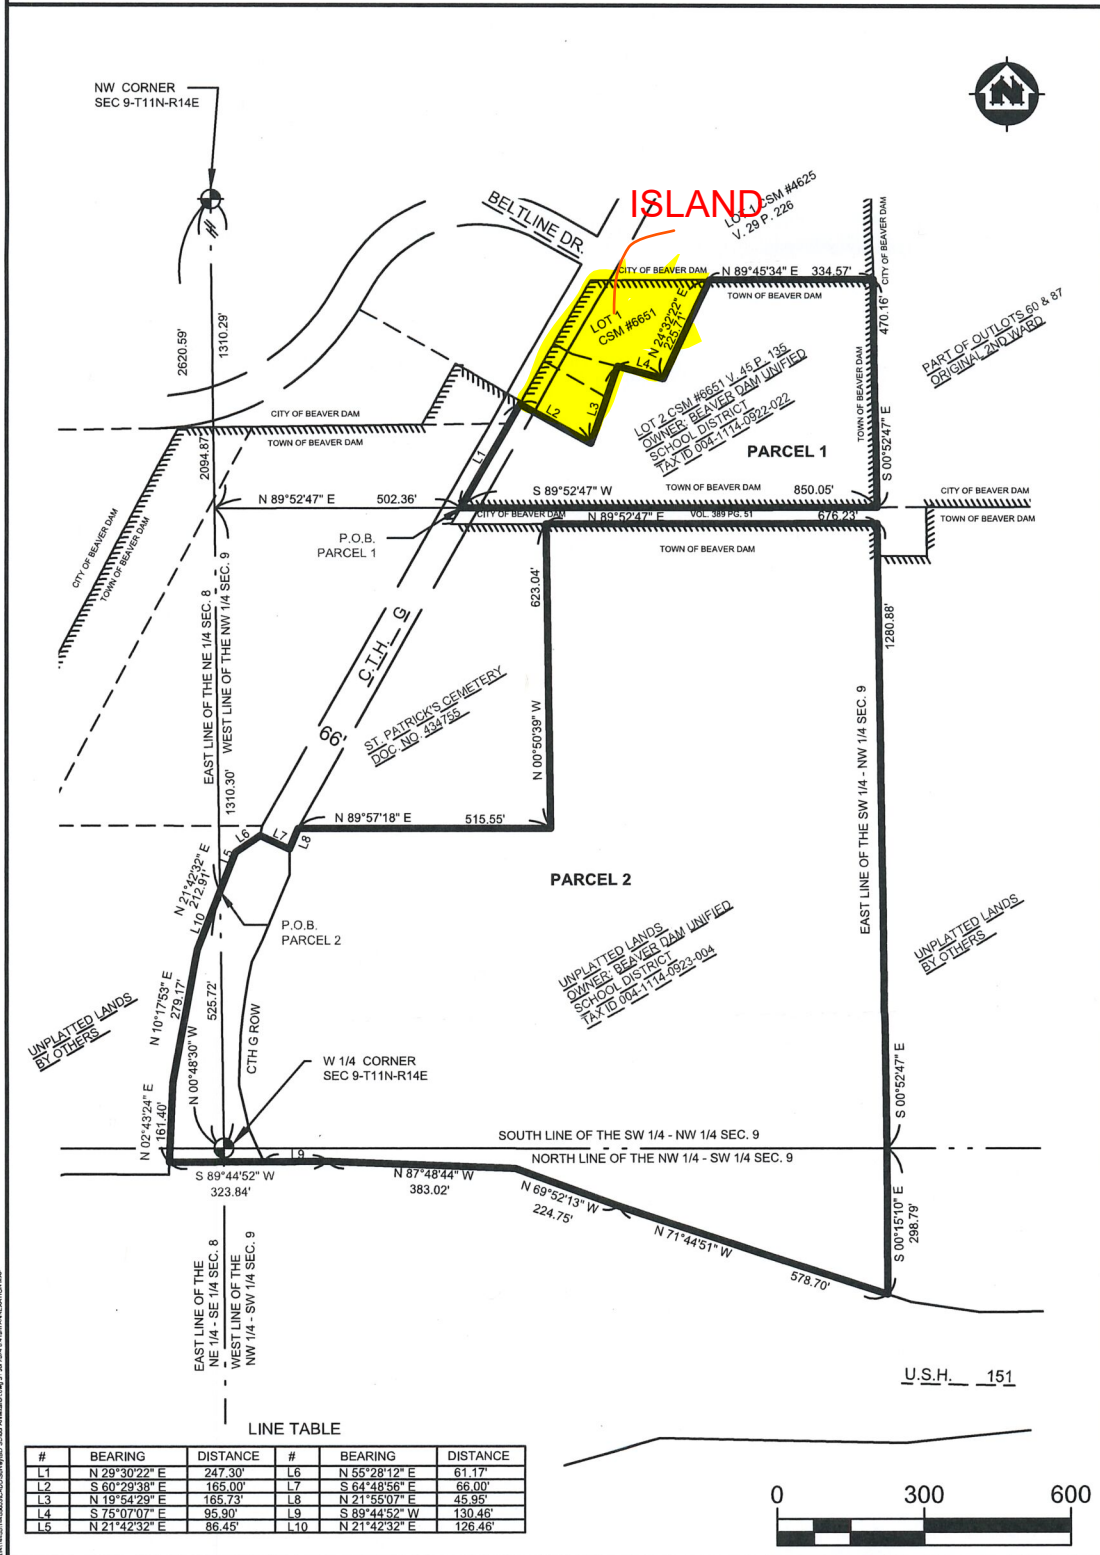 NW CORNER
SEC 9-T11N-R14E
N
BELTLINE DR.
ISLAND
LOT 1 CSM #4625
V. 29 P. 226
CITY OF BEAVER DAM
N 89°45'34" E 334.57'
TOWN OF BEAVER DAM
CITY OF BEAVER DAM
470.16'
PART OF OUTLOTS 60 & 87
ORIGINAL 2ND WARD
2620.59'
1310.29'
LOT 1
CSM #6651
N 24°32'22" E
225.71'
L4
L3
L2
L1
LOT 2 CSM #6651 V. 45 P. 135
OWNER: BEAVER DAM UNIFIED
SCHOOL DISTRICT
TAX ID 004-1114-0922-022
PARCEL 1
TOWN OF BEAVER DAM
S 00°52'47" E
CITY OF BEAVER DAM
TOWN OF BEAVER DAM
2094.87'
N 89°52'47" E 502.36'
S 89°52'47" W 850.05'
TOWN OF BEAVER DAM
CITY OF BEAVER DAM
TOWN OF BEAVER DAM
CITY OF BEAVER DAM
N 89°52'47" E 676.23'
VOL. 389 PG. 51
TOWN OF BEAVER DAM
P.O.B.
PARCEL 1
CITY OF BEAVER DAM
TOWN OF BEAVER DAM
EAST LINE OF THE NE 1/4 SEC. 8
WEST LINE OF THE NW 1/4 SEC. 9
1310.30'
C.T.H. G
66'
ST. PATRICK'S CEMETERY
DOC. NO. 434755
623.04'
N 00°50'39" W
1280.88'
EAST LINE OF THE SW 1/4 - NW 1/4 SEC. 9
N 89°57'18" E 515.55'
L6
L7
L8
L5
N 21°42'32" E
212.91'
L10
P.O.B.
PARCEL 2
PARCEL 2
UNPLATTED LANDS
OWNER: BEAVER DAM UNIFIED
SCHOOL DISTRICT
TAX ID 004-1114-0923-004
UNPLATTED LANDS
BY OTHERS
UNPLATTED LANDS
BY OTHERS
N 10°17'53" E
279.17'
525.72'
N 00°48'30" W
CTH G ROW
W 1/4 CORNER
SEC 9-T11N-R14E
N 02°43'24" E
161.40'
S 00°52'47" E
SOUTH LINE OF THE SW 1/4 - NW 1/4 SEC. 9
NORTH LINE OF THE NW 1/4 - SW 1/4 SEC. 9
L9
S 89°44'52" W
323.84'
N 87°48'44" W
383.02'
N 69°52'13" W
224.75'
N 71°44'51" W
578.70'
S 00°15'10" E
298.79'
EAST LINE OF THE
NE 1/4 - SE 1/4 SEC. 8
WEST LINE OF THE
NW 1/4 - SW 1/4 SEC. 9
U.S.H. 151
LINE TABLE
# BEARING DISTANCE # BEARING DISTANCE
L1 N 29°30'22" E 247.30' L6 N 55°28'12" E 61.17'
L2 S 60°29'38" E 165.00' L7 S 64°48'56" E 66.00'
L3 N 19°54'29" E 165.73' L8 N 21°55'07" E 45.95'
L4 S 75°07'07" E 95.90' L9 S 89°44'52" W 130.46'
L5 N 21°42'32" E 86.45' L10 N 21°42'32" E 126.46'
0 300 600